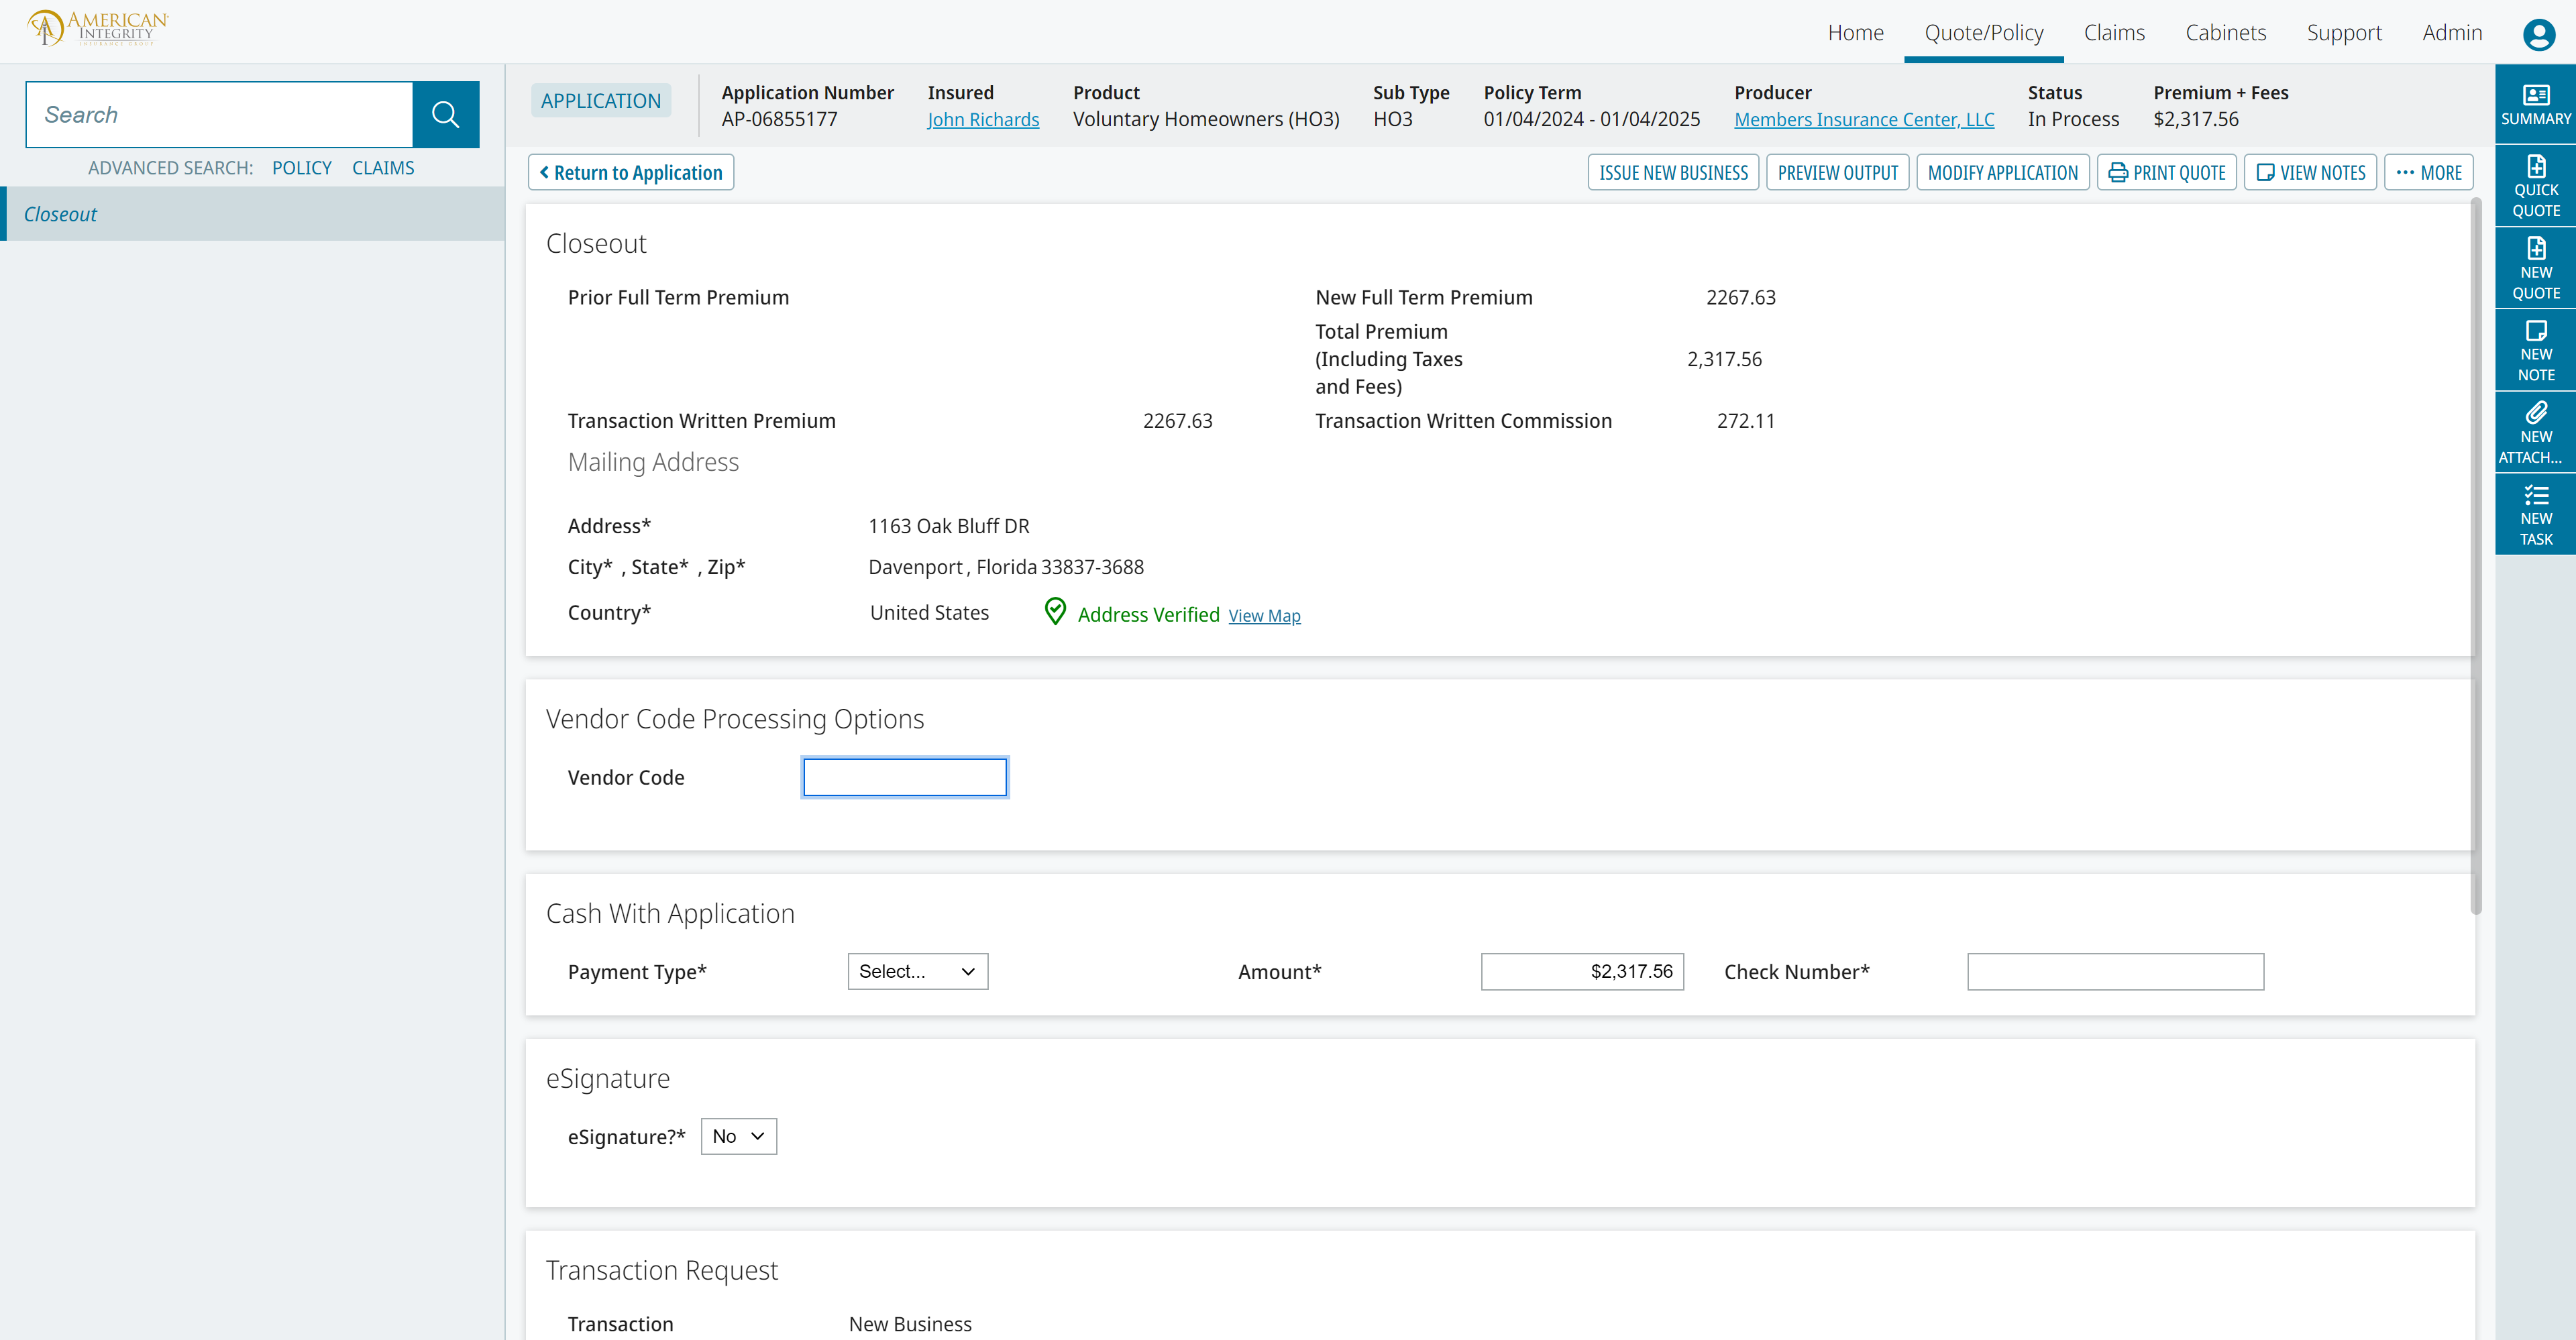 AMERICAN
INTEGRITY
INSURANCE GROUP
Home Quote/Policy Claims Cabinets Support Admin
Search
ADVANCED SEARCH: POLICY CLAIMS
Closeout
APPLICATION
Application Number Insured Product Sub Type Policy Term Producer Status Premium + Fees
AP-06855177 John Richards Voluntary Homeowners (HO3) HO3 01/04/2024 - 01/04/2025 Members Insurance Center, LLC In Process $2,317.56
Return to Application ISSUE NEW BUSINESS PREVIEW OUTPUT MODIFY APPLICATION PRINT QUOTE VIEW NOTES ••• MORE
SUMMARY
QUICK
QUOTE
NEW
QUOTE
NEW
NOTE
NEW
ATTACH...
NEW
TASK
Closeout
Prior Full Term Premium New Full Term Premium 2267.63
Total Premium
(Including Taxes 2,317.56
and Fees)
Transaction Written Premium 2267.63 Transaction Written Commission 272.11
Mailing Address
Address* 1163 Oak Bluff DR
City* , State* , Zip* Davenport , Florida 33837-3688
Country* United States Address Verified View Map
Vendor Code Processing Options
Vendor Code
Cash With Application
Payment Type* Select... Amount* $2,317.56 Check Number*
eSignature
eSignature?* No
Transaction Request
Transaction New Business